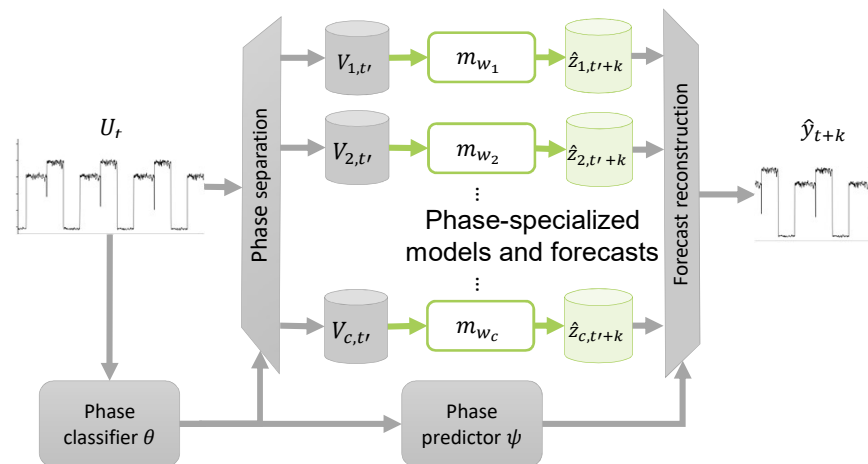 U_t
Phase separation
V_{1,t′}
m_{w_1}
ẑ_{1,t′+k}
V_{2,t′}
m_{w_2}
ẑ_{2,t′+k}
⋮
Phase-specialized
models and forecasts
⋮
V_{c,t′}
m_{w_c}
ẑ_{c,t′+k}
Forecast reconstruction
ŷ_{t+k}
Phase
classifier θ
Phase
predictor ψ